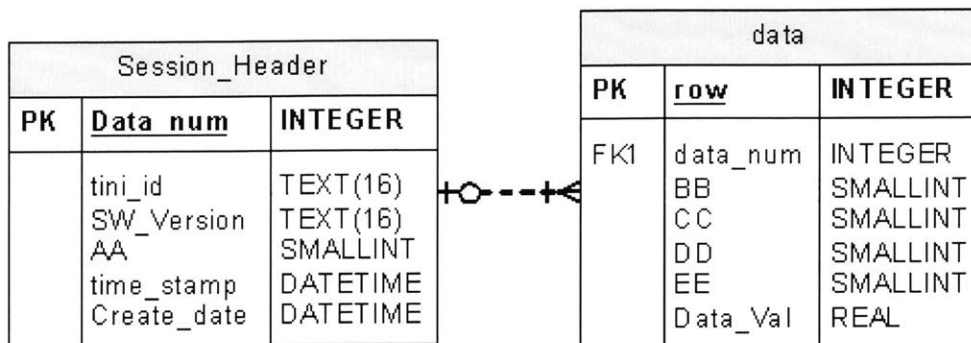 Session_Header
PK Data_num INTEGER
tini_id TEXT(16)
SW_Version TEXT(16)
AA SMALLINT
time_stamp DATETIME
Create_date DATETIME
data
PK row INTEGER
FK1 data_num INTEGER
BB SMALLINT
CC SMALLINT
DD SMALLINT
EE SMALLINT
Data_Val REAL